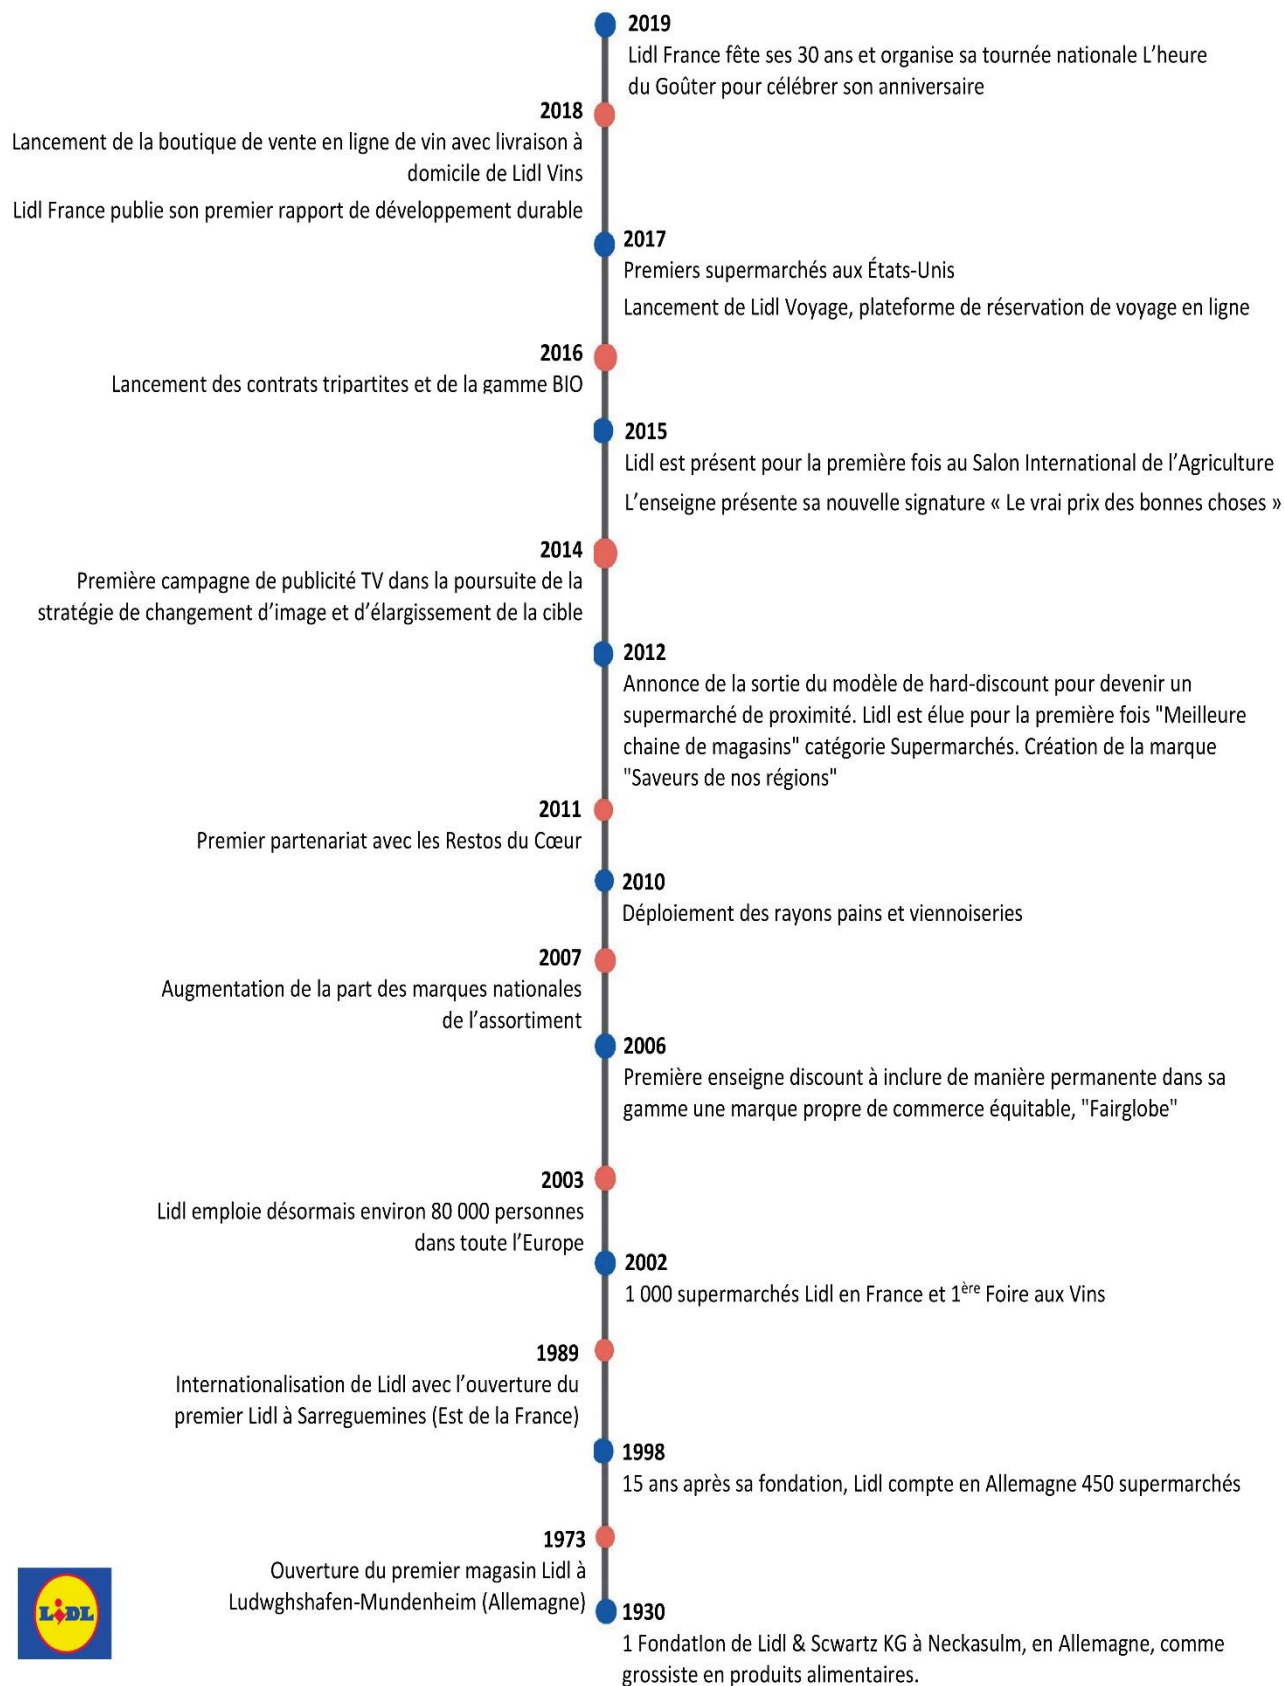 2019
Lidl France fête ses 30 ans et organise sa tournée nationale L’heure
du Goûter pour célébrer son anniversaire
2018
Lancement de la boutique de vente en ligne de vin avec livraison à
domicile de Lidl Vins
Lidl France publie son premier rapport de développement durable
2017
Premiers supermarchés aux États-Unis
Lancement de Lidl Voyage, plateforme de réservation de voyage en ligne
2016
Lancement des contrats tripartites et de la gamme BIO
2015
Lidl est présent pour la première fois au Salon International de l’Agriculture
L’enseigne présente sa nouvelle signature « Le vrai prix des bonnes choses »
2014
Première campagne de publicité TV dans la poursuite de la
stratégie de changement d’image et d’élargissement de la cible
2012
Annonce de la sortie du modèle de hard-discount pour devenir un
supermarché de proximité. Lidl est élue pour la première fois "Meilleure
chaine de magasins" catégorie Supermarchés. Création de la marque
"Saveurs de nos régions"
2011
Premier partenariat avec les Restos du Cœur
2010
Déploiement des rayons pains et viennoiseries
2007
Augmentation de la part des marques nationales
de l’assortiment
2006
Première enseigne discount à inclure de manière permanente dans sa
gamme une marque propre de commerce équitable, "Fairglobe"
2003
Lidl emploie désormais environ 80 000 personnes
dans toute l’Europe
2002
1 000 supermarchés Lidl en France et 1ère Foire aux Vins
1989
Internationalisation de Lidl avec l’ouverture du
premier Lidl à Sarreguemines (Est de la France)
1998
15 ans après sa fondation, Lidl compte en Allemagne 450 supermarchés
1973
Ouverture du premier magasin Lidl à
Ludwghshafen-Mundenheim (Allemagne)
1930
1 Fondation de Lidl & Scwartz KG à Neckasulm, en Allemagne, comme
grossiste en produits alimentaires.
LiDL